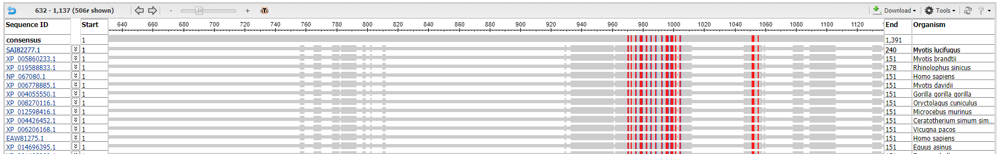 632 - 1,137 (506r shown) - + ATG Download Tools ?
Sequence ID Start 640 660 680 700 720 740 760 780 800 820 840 860 880 900 920 940 960 980 1000 1020 1040 1060 1080 1100 1120 End Organism
consensus 1 1,391
SAI82277.1 1 240 Myotis lucifugus
XP_005860233.1 1 151 Myotis brandtii
XP_019588833.1 1 178 Rhinolophus sinicus
NP_067080.1 1 151 Homo sapiens
XP_006778885.1 1 151 Myotis davidii
XP_004055550.1 1 151 Gorilla gorilla gorilla
XP_008270116.1 1 151 Oryctolagus cuniculus
XP_012598416.1 1 151 Microcebus murinus
XP_004426452.1 1 151 Ceratotherium simum sim...
XP_006206168.1 1 151 Vicugna pacos
EAW81275.1 1 151 Homo sapiens
XP_014696395.1 1 151 Equus asinus